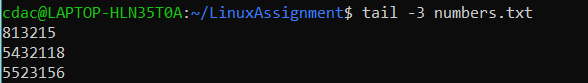 cdac@LAPTOP-HLN35T0A:~/LinuxAssignment$ tail -3 numbers.txt
813215
5432118
5523156